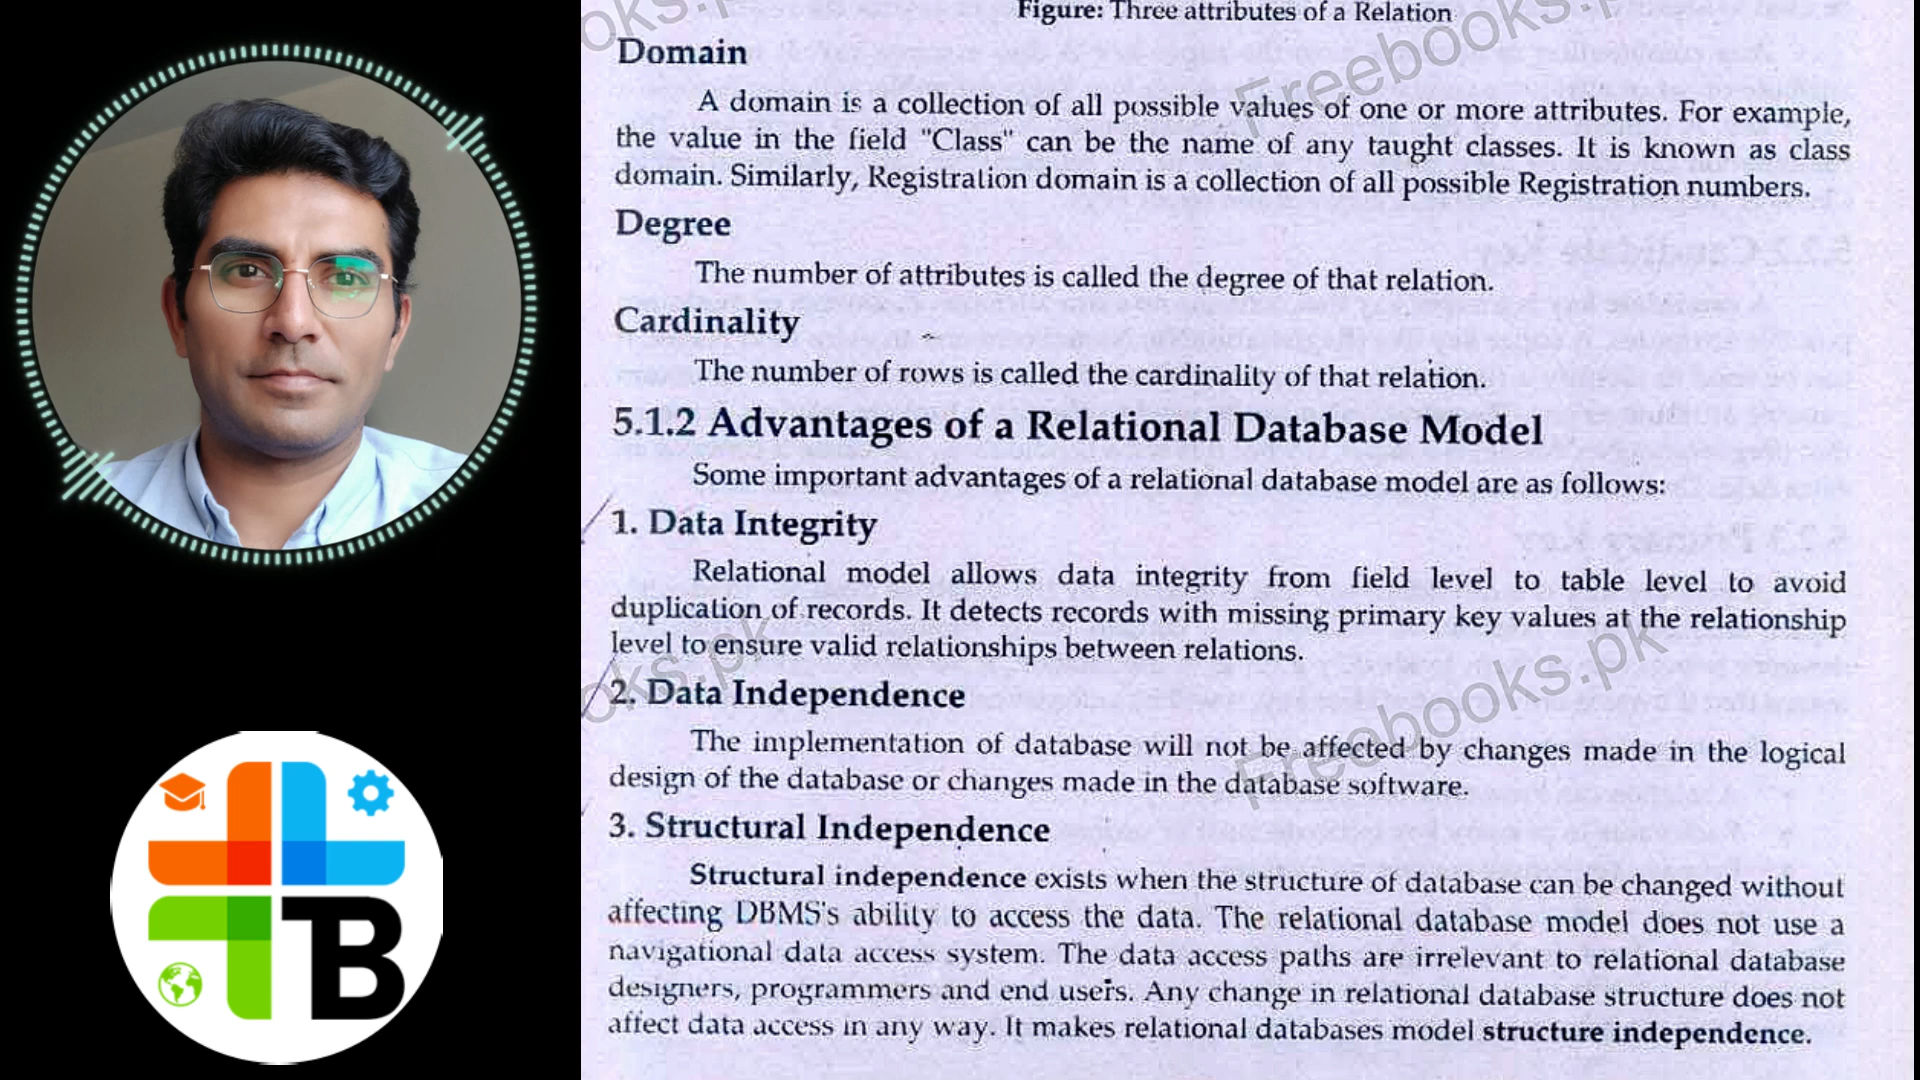 Figure: Three attributes of a Relation
Domain
A domain is a collection of all possible values of one or more attributes. For example,
the value in the field "Class" can be the name of any taught classes. It is known as class
domain. Similarly, Registration domain is a collection of all possible Registration numbers.
Degree
The number of attributes is called the degree of that relation.
Cardinality
The number of rows is called the cardinality of that relation.
5.1.2 Advantages of a Relational Database Model
Some important advantages of a relational database model are as follows:
1. Data Integrity
Relational model allows data integrity from field level to table level to avoid
duplication of records. It detects records with missing primary key values at the relationship
level to ensure valid relationships between relations.
2. Data Independence
The implementation of database will not be affected by changes made in the logical
design of the database or changes made in the database software.
3. Structural Independence
Structural independence exists when the structure of database can be changed without
affecting DBMS's ability to access the data. The relational database model does not use a
navigational data access system. The data access paths are irrelevant to relational database
designers, programmers and end users. Any change in relational database structure does not
affect data access in any way. It makes relational databases model structure independence.
Freebooks.pk
ooks.pk
Freebooks.pk
ooks.pk
TB